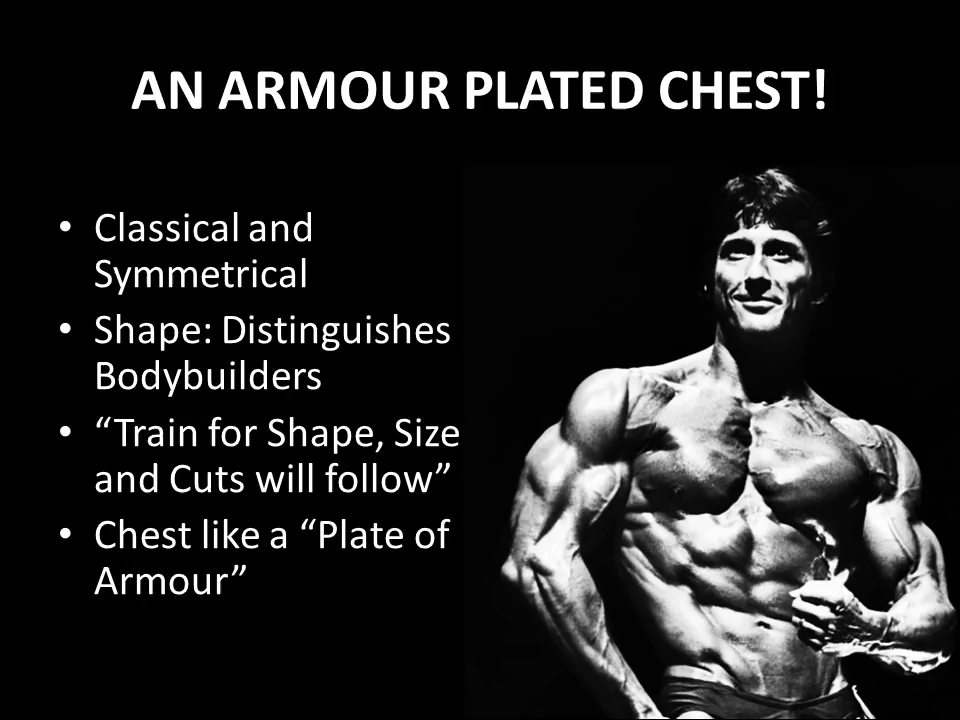 AN ARMOUR PLATED CHEST!
• Classical and
Symmetrical
• Shape: Distinguishes
Bodybuilders
• “Train for Shape, Size
and Cuts will follow”
• Chest like a “Plate of
Armour”